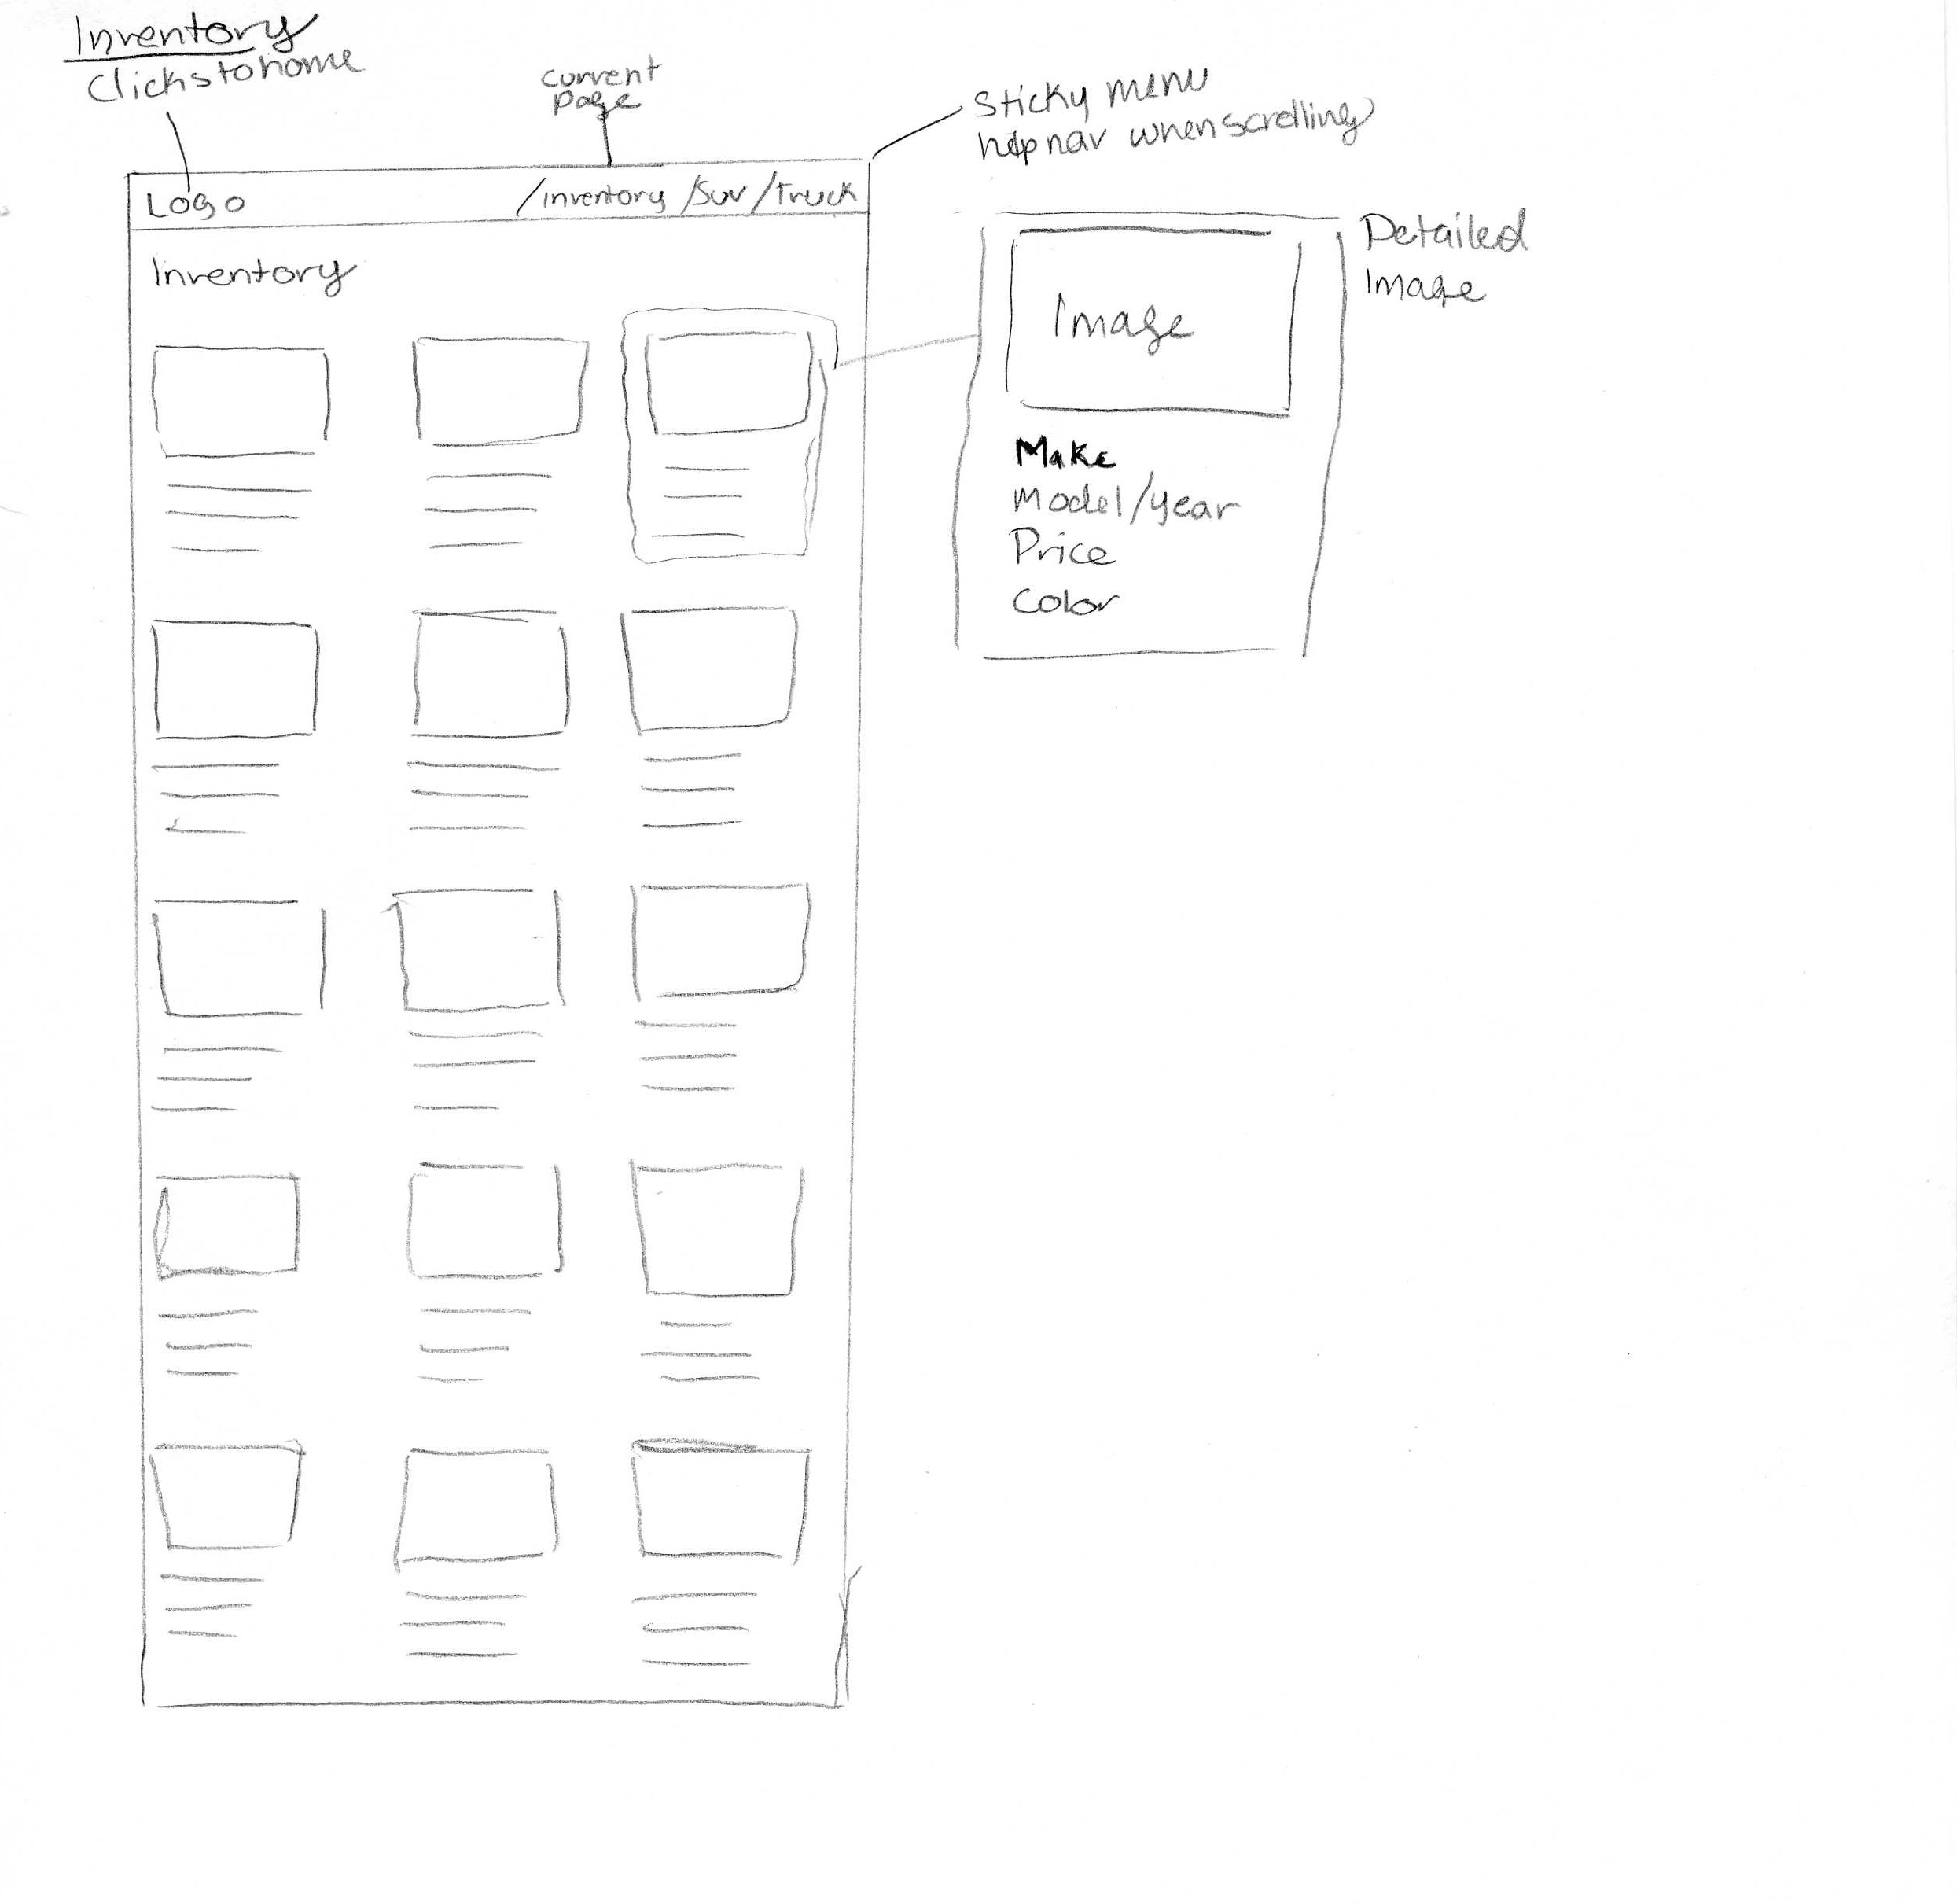 Inventory
Clicks to home
current
page
Sticky menu
help nav when scrolling
Logo
/Inventory /Suv /Truck
Inventory
Detailed
Image
Image
Make
Model/year
Price
Color